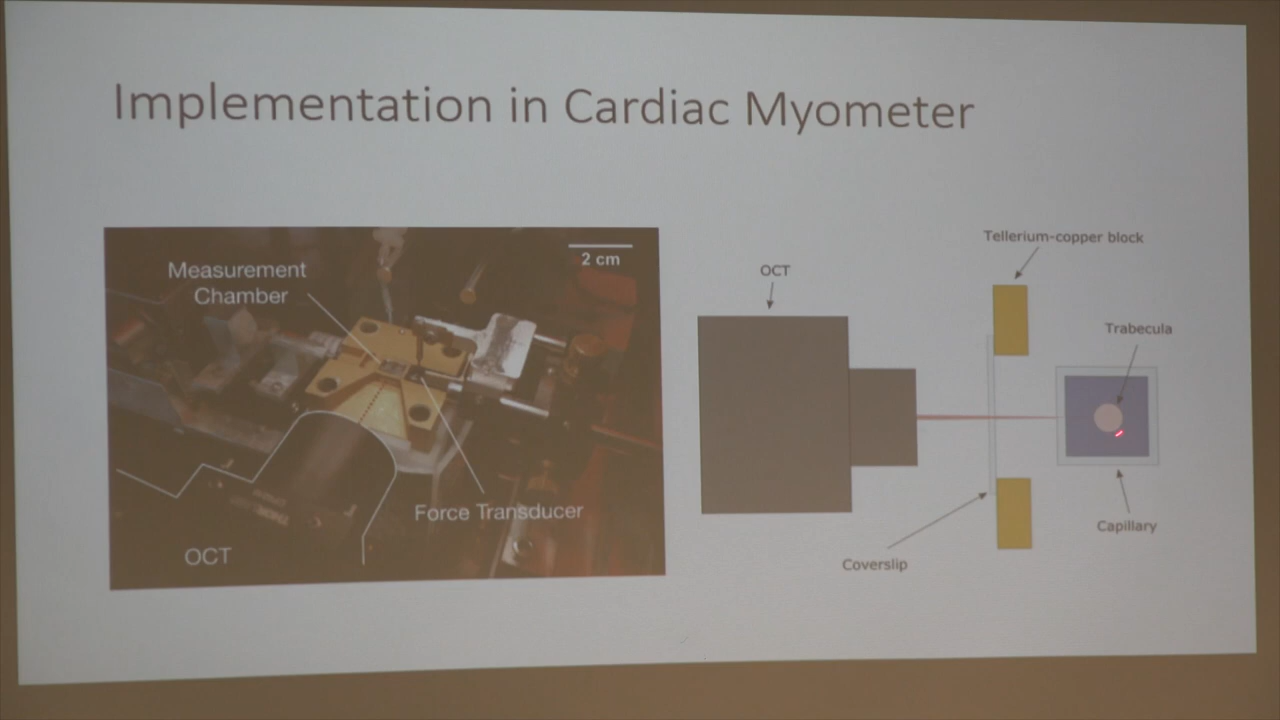 Implementation in Cardiac Myometer
Measurement
Chamber
2 cm
Force Transducer
OCT
OCT
Tellerium-copper block
Trabecula
Coverslip
Capillary